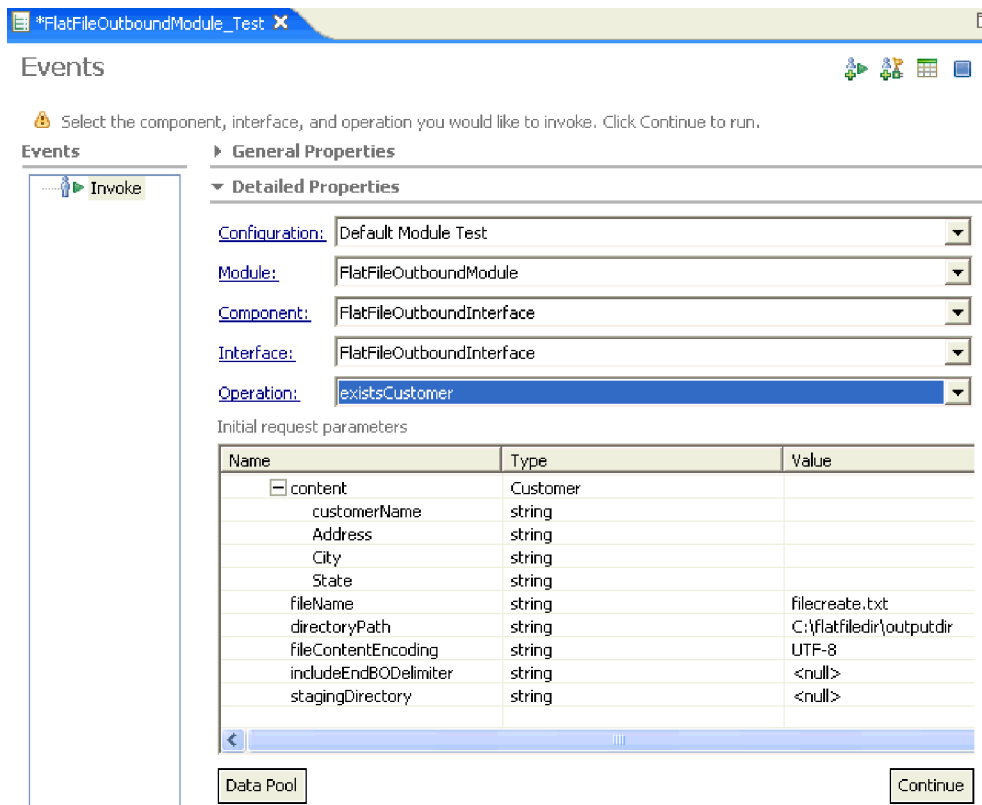 *FlatFileOutboundModule_Test
Events
Select the component, interface, and operation you would like to invoke. Click Continue to run.
Events
General Properties
Invoke
Detailed Properties
Configuration: Default Module Test
Module: FlatFileOutboundModule
Component: FlatFileOutboundInterface
Interface: FlatFileOutboundInterface
Operation: existsCustomer
Initial request parameters
Name Type Value
content Customer
customerName string
Address string
City string
State string
fileName string filecreate.txt
directoryPath string C:\flatfiledir\outputdir
fileContentEncoding string UTF-8
includeEndBODelimiter string <null>
stagingDirectory string <null>
Data Pool Continue